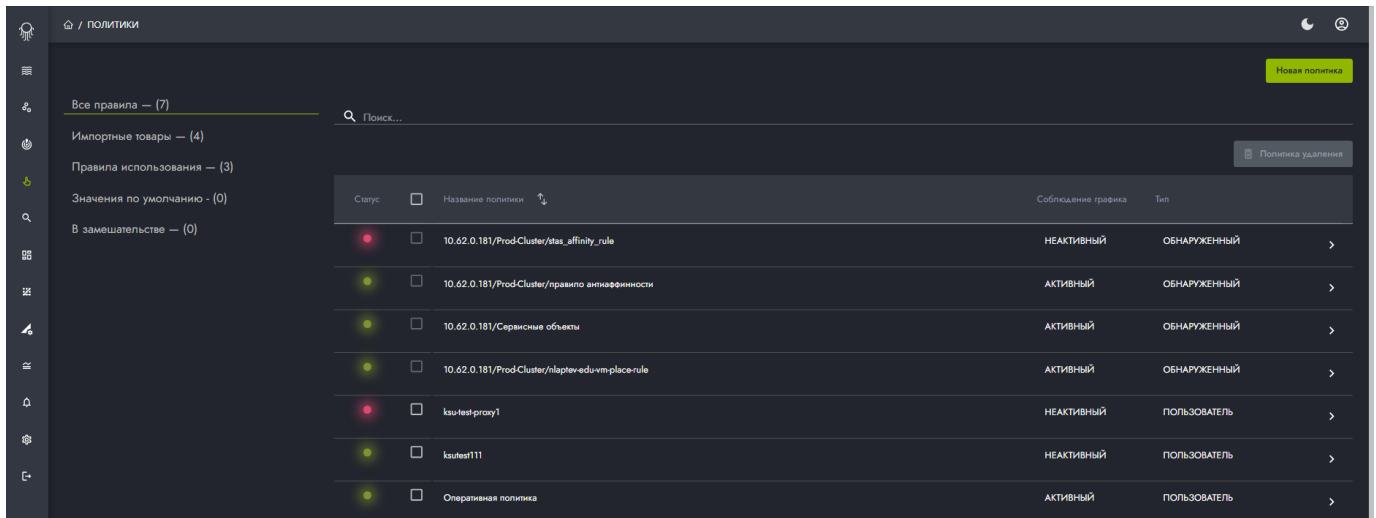 / ПОЛИТИКИ
Новая политика
Все правила — (7)
Импортные товары — (4)
Правила использования — (3)
Значения по умолчанию - (0)
В замешательстве — (0)
Поиск...
Политика удаления
Статус Название политики Соблюдение графика Тип
10.62.0.181/Prod-Cluster/stas_affinity_rule НЕАКТИВНЫЙ ОБНАРУЖЕННЫЙ
10.62.0.181/Prod-Cluster/правило антиаффинности АКТИВНЫЙ ОБНАРУЖЕННЫЙ
10.62.0.181/Сервисные объекты АКТИВНЫЙ ОБНАРУЖЕННЫЙ
10.62.0.181/Prod-Cluster/nlaptev-edu-vm-place-rule АКТИВНЫЙ ОБНАРУЖЕННЫЙ
ksu-test-proxy1 НЕАКТИВНЫЙ ПОЛЬЗОВАТЕЛЬ
ksutest111 НЕАКТИВНЫЙ ПОЛЬЗОВАТЕЛЬ
Оперативная политика АКТИВНЫЙ ПОЛЬЗОВАТЕЛЬ